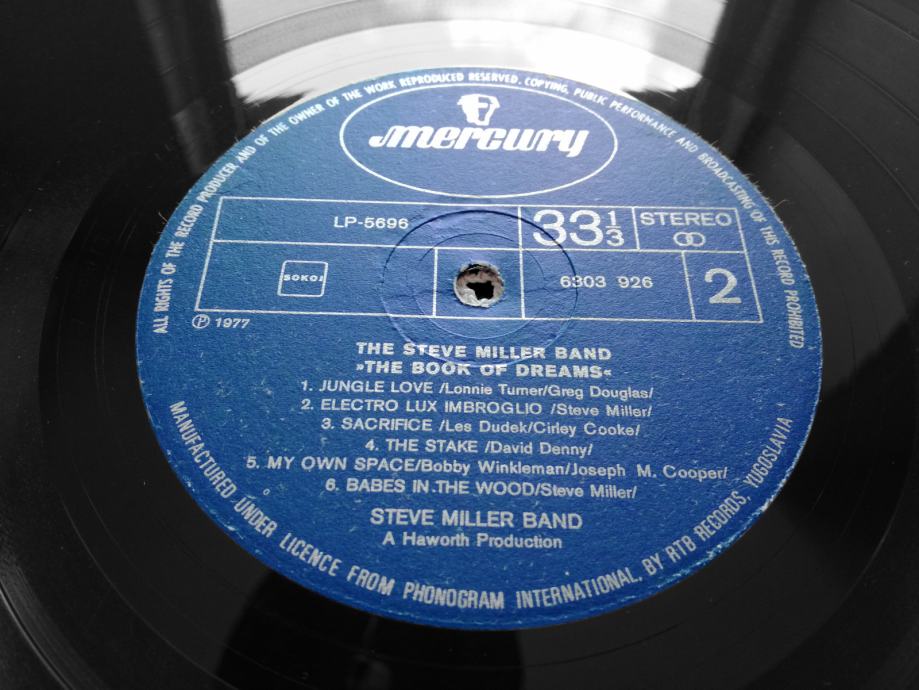 ALL RIGHTS OF THE RECORD PRODUCER AND OF THE OWNER OF THE WORK REPRODUCED RESERVED. COPYING, PUBLIC PERFORMANCE AND BROADCASTING OF THIS RECORD PROHIBITED
mercury
LP-5696
33 1/3
STEREO
SOKOJ
6303 926
2
Ⓟ 1977
THE STEVE MILLER BAND
»THE BOOK OF DREAMS«
1. JUNGLE LOVE /Lonnie Turner/Greg Douglas/
2. ELECTRO LUX IMBROGLIO /Steve Miller/
3. SACRIFICE /Les Dudek/Cirley Cooke/
4. THE STAKE /David Denny/
5. MY OWN SPACE/Bobby Winkleman/Joseph M. Cooper/
6. BABES IN.THE WOOD/Steve Miller/
STEVE MILLER BAND
A Haworth Production
MANUFACTURED UNDER LICENCE FROM PHONOGRAM INTERNATIONAL, BY RTB RECORDS, YUGOSLAVIA